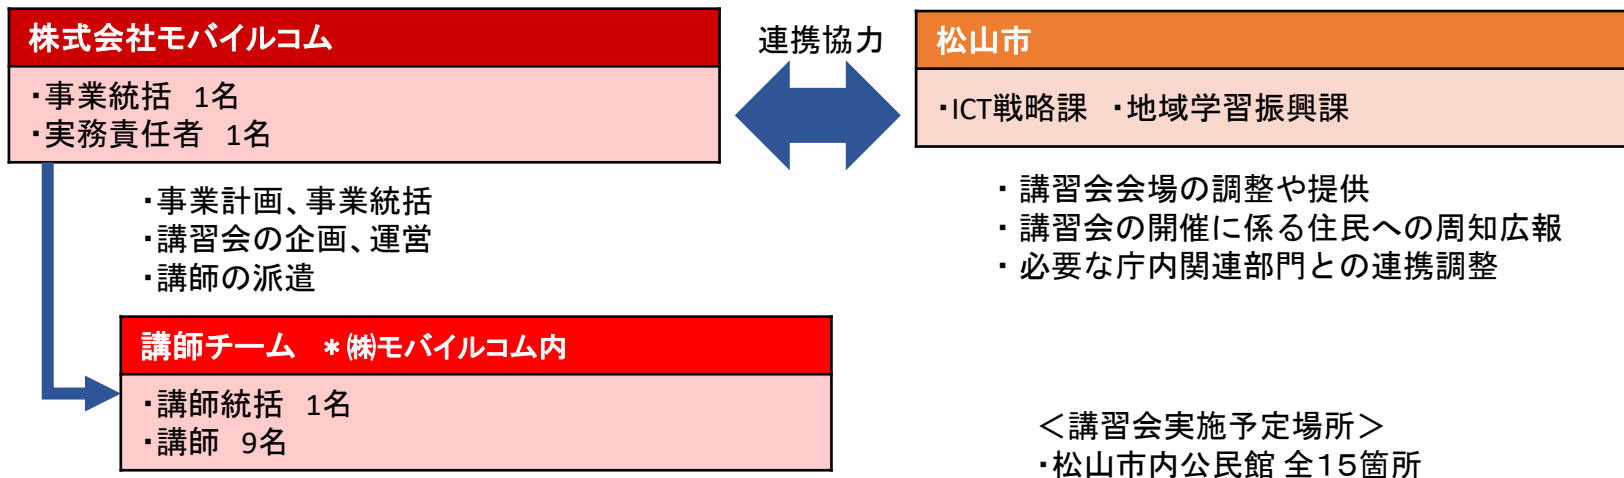 株式会社モバイルコム
・事業統括　1名
・実務責任者　1名
連携協力
松山市
・ICT戦略課　・地域学習振興課
・事業計画、事業統括
・講習会の企画、運営
・講師の派遣
・講習会会場の調整や提供
・講習会の開催に係る住民への周知広報
・必要な庁内関連部門との連携調整
講師チーム　＊㈱モバイルコム内
・講師統括　1名
・講師　9名
＜講習会実施予定場所＞
・松山市内公民館 全１５箇所